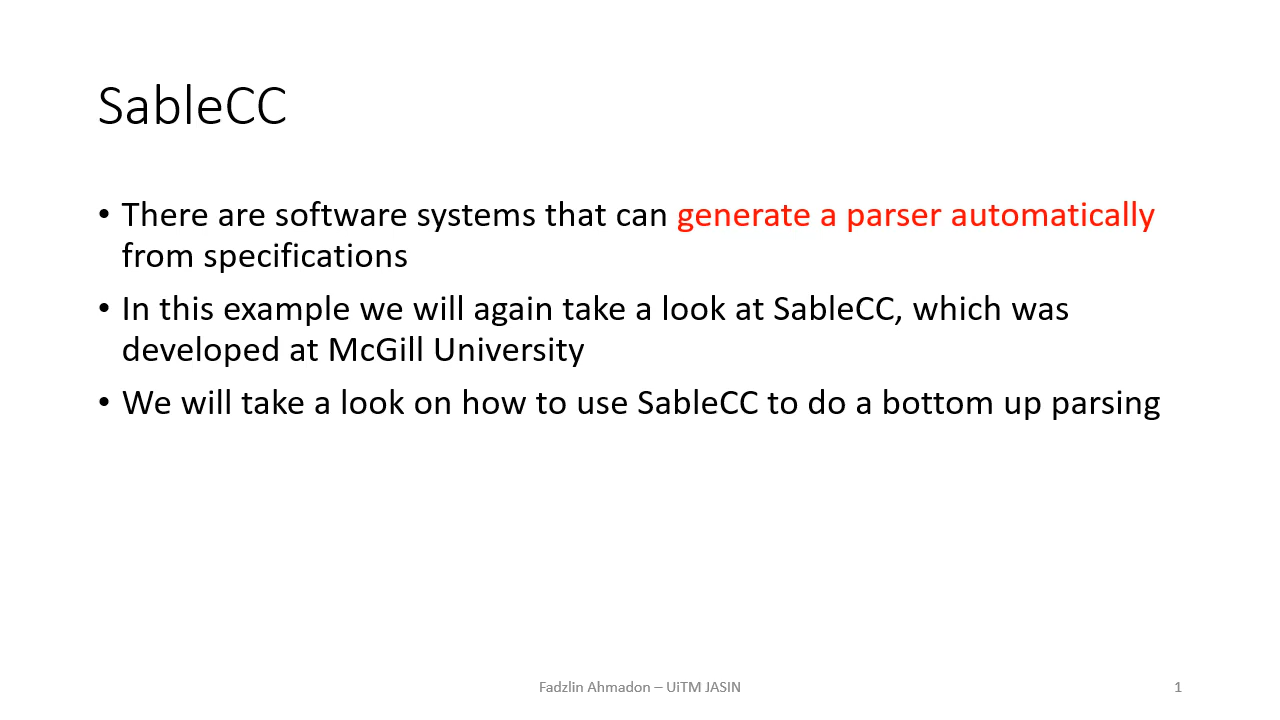 SableCC
• There are software systems that can generate a parser automatically
from specifications
• In this example we will again take a look at SableCC, which was
developed at McGill University
• We will take a look on how to use SableCC to do a bottom up parsing
Fadzlin Ahmadon – UiTM JASIN
1